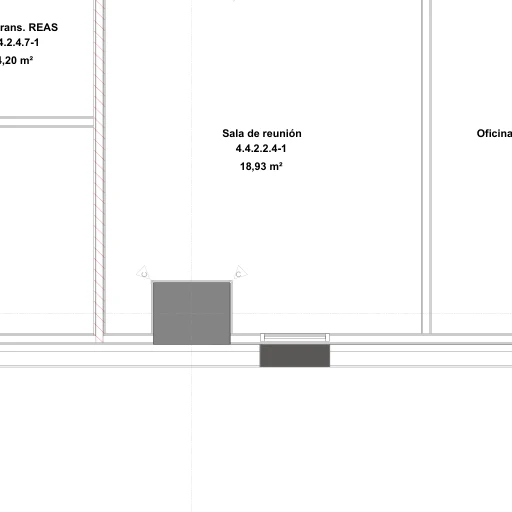 rans. REAS
4.2.4.7-1
,20 m²
Sala de reunión
4.4.2.2.4-1
18,93 m²
Oficina